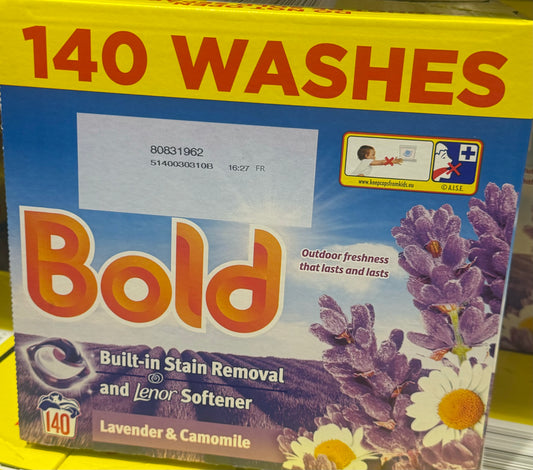 140 WASHES
80831962
5140030310B 16:27 FR
www.keepcapsfromkids.eu
© A.I.S.E.
Bold
Outdoor freshness
that lasts and lasts
Built-in Stain Removal
and Lenor Softener
140
Lavender & Camomile